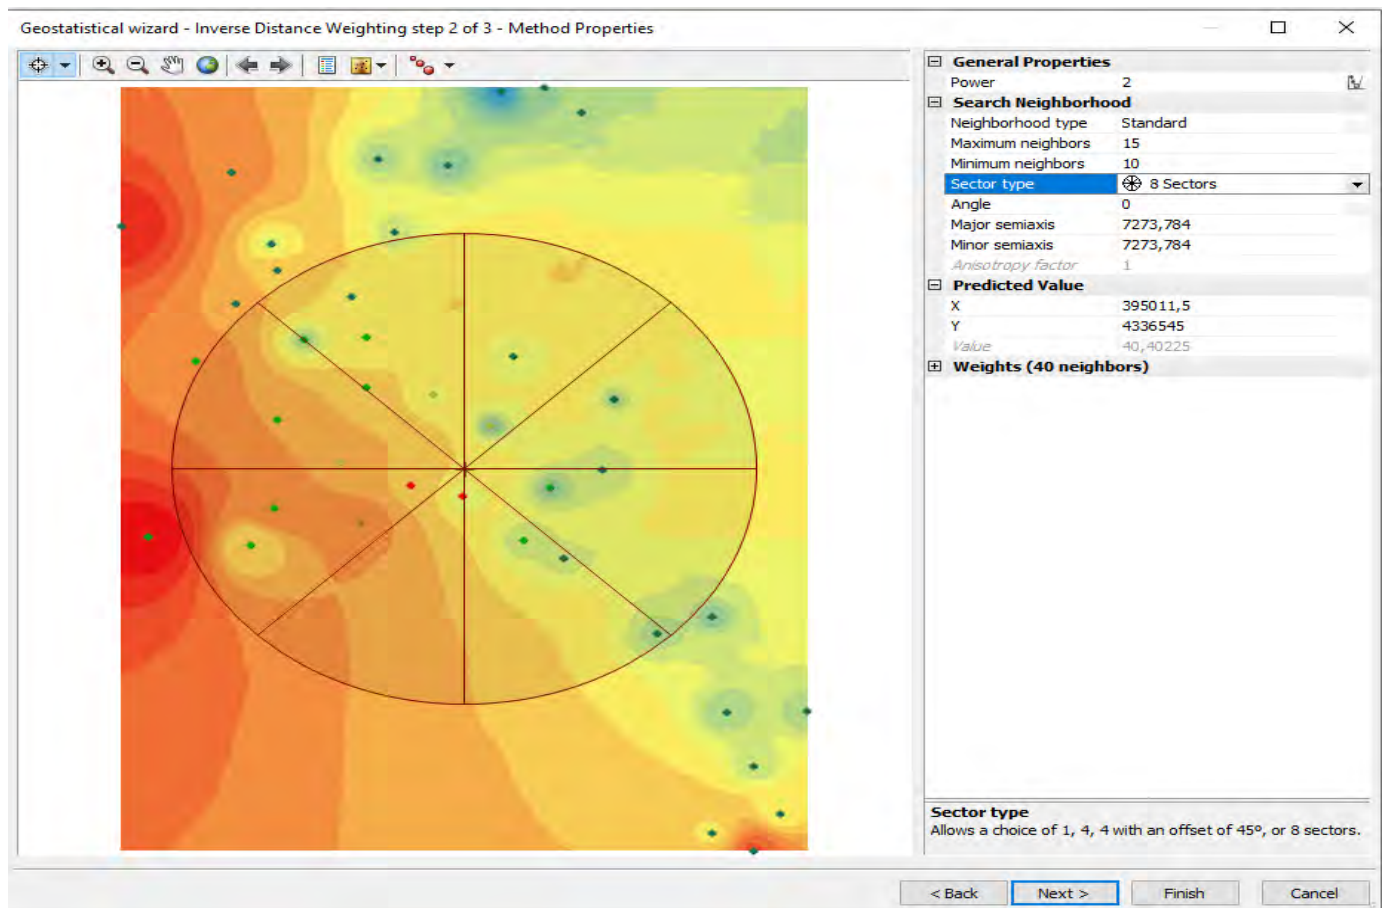 Geostatistical wizard - Inverse Distance Weighting step 2 of 3 - Method Properties
General Properties
Power 2
Search Neighborhood
Neighborhood type Standard
Maximum neighbors 15
Minimum neighbors 10
Sector type 8 Sectors
Angle 0
Major semiaxis 7273,784
Minor semiaxis 7273,784
Anisotropy factor 1
Predicted Value
X 395011,5
Y 4336545
Value 40,40225
Weights (40 neighbors)
Sector type
Allows a choice of 1, 4, 4 with an offset of 45º, or 8 sectors.
< Back Next > Finish Cancel